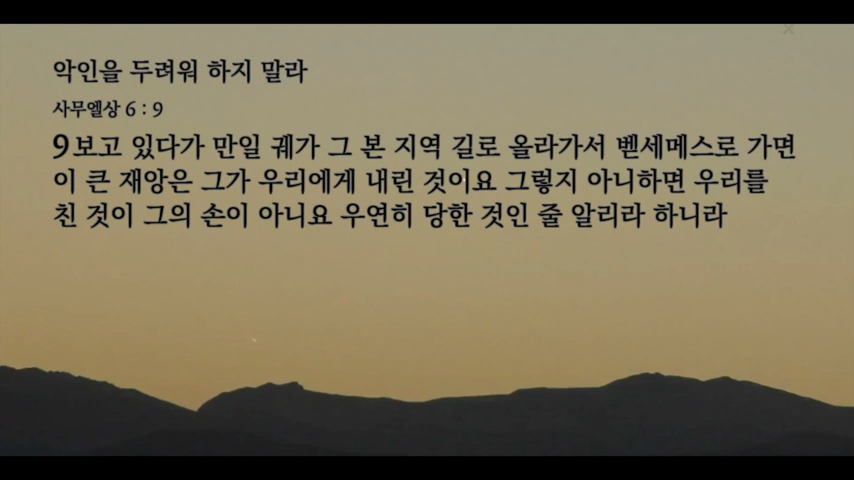 악인을 두려워 하지 말라
사무엘상 6 : 9
9 보고 있다가 만일 궤가 그 본 지역 길로 올라가서 벧세메스로 가면
이 큰 재앙은 그가 우리에게 내린 것이요 그렇지 아니하면 우리를
친 것이 그의 손이 아니요 우연히 당한 것인 줄 알리라 하니라